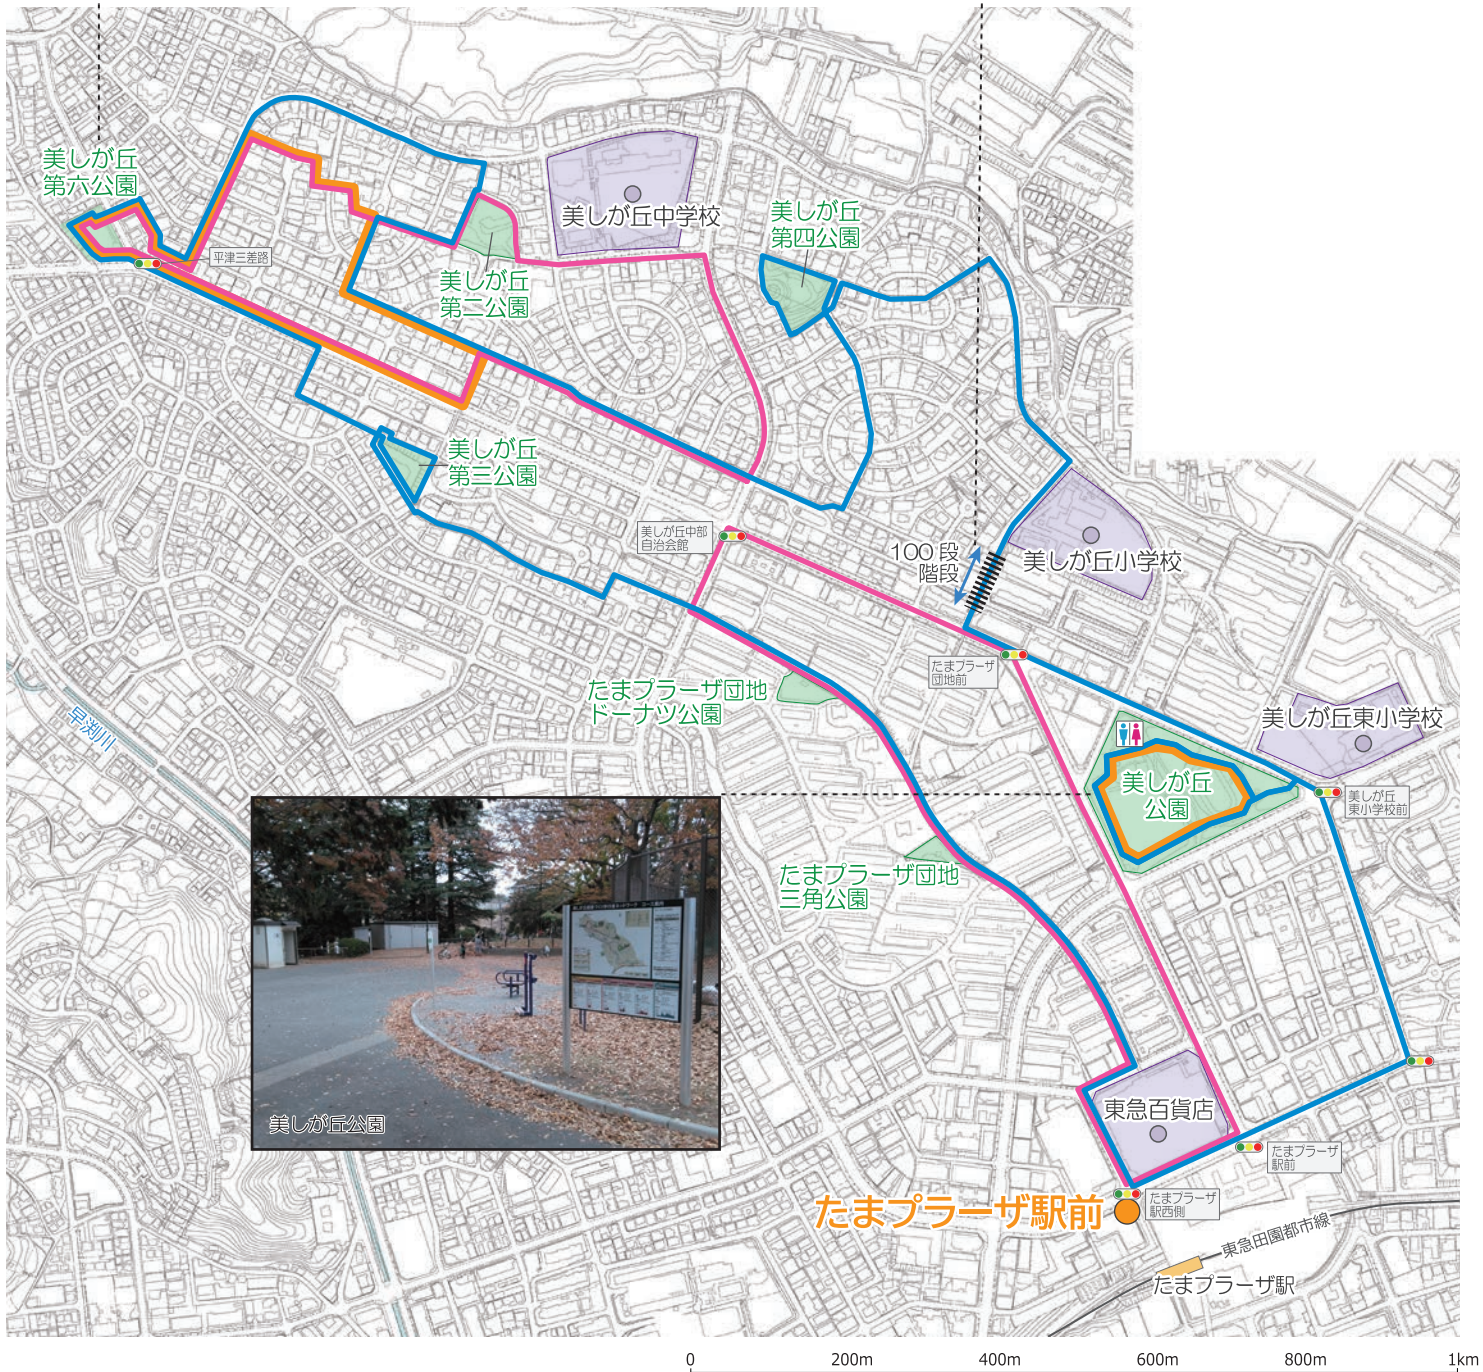 美しが丘
第六公園
平津三差路
美しが丘中学校
美しが丘
第四公園
美しが丘
第二公園
美しが丘
第三公園
美しが丘中部
自治会館
100段
階段
美しが丘小学校
たまプラーザ
団地前
たまプラーザ団地
ドーナツ公園
早渕川
美しが丘東小学校
美しが丘
公園
美しが丘
東小学校前
たまプラーザ団地
三角公園
美しが丘公園
東急百貨店
たまプラーザ
駅前
たまプラーザ
駅西側
たまプラーザ駅前
東急田園都市線
たまプラーザ駅
0 200m 400m 600m 800m 1km